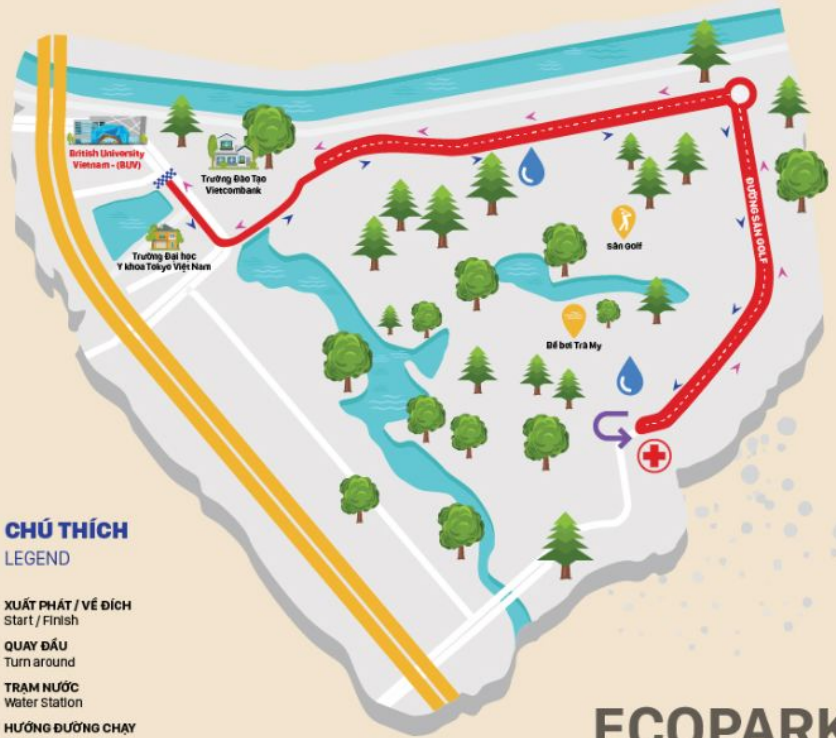 British University
Vietnam - (BUV)
Trường Đào Tạo
Vietcombank
Trường Đại học
Y khoa Tokyo Việt Nam
ĐƯỜNG SÂN GOLF
Sân Golf
Bể bơi Trà My
CHÚ THÍCH
LEGEND
XUẤT PHÁT / VỀ ĐÍCH
Start / Finish
QUAY ĐẦU
Turn around
TRẠM NƯỚC
Water Station
HƯỚNG ĐƯỜNG CHẠY
ECOPARK